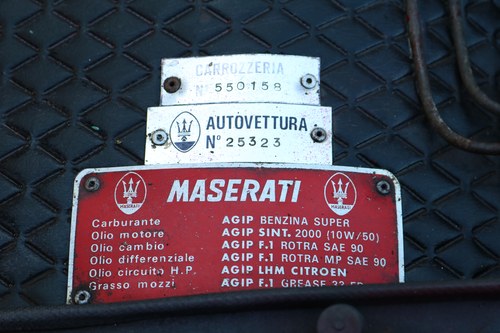 CARROZZERIA
N° 550158
AUTOVETTURA
N° 25323
MASERATI
Carburante AGIP BENZINA SUPER
Olio motore AGIP SINT. 2000 (10W/50)
Olio cambio AGIP F.1 ROTRA SAE 90
Olio differenziale AGIP F.1 ROTRA MP SAE 90
Olio circuito H.P. AGIP LHM CITROEN
Grasso mozzi AGIP F.1 GREASE